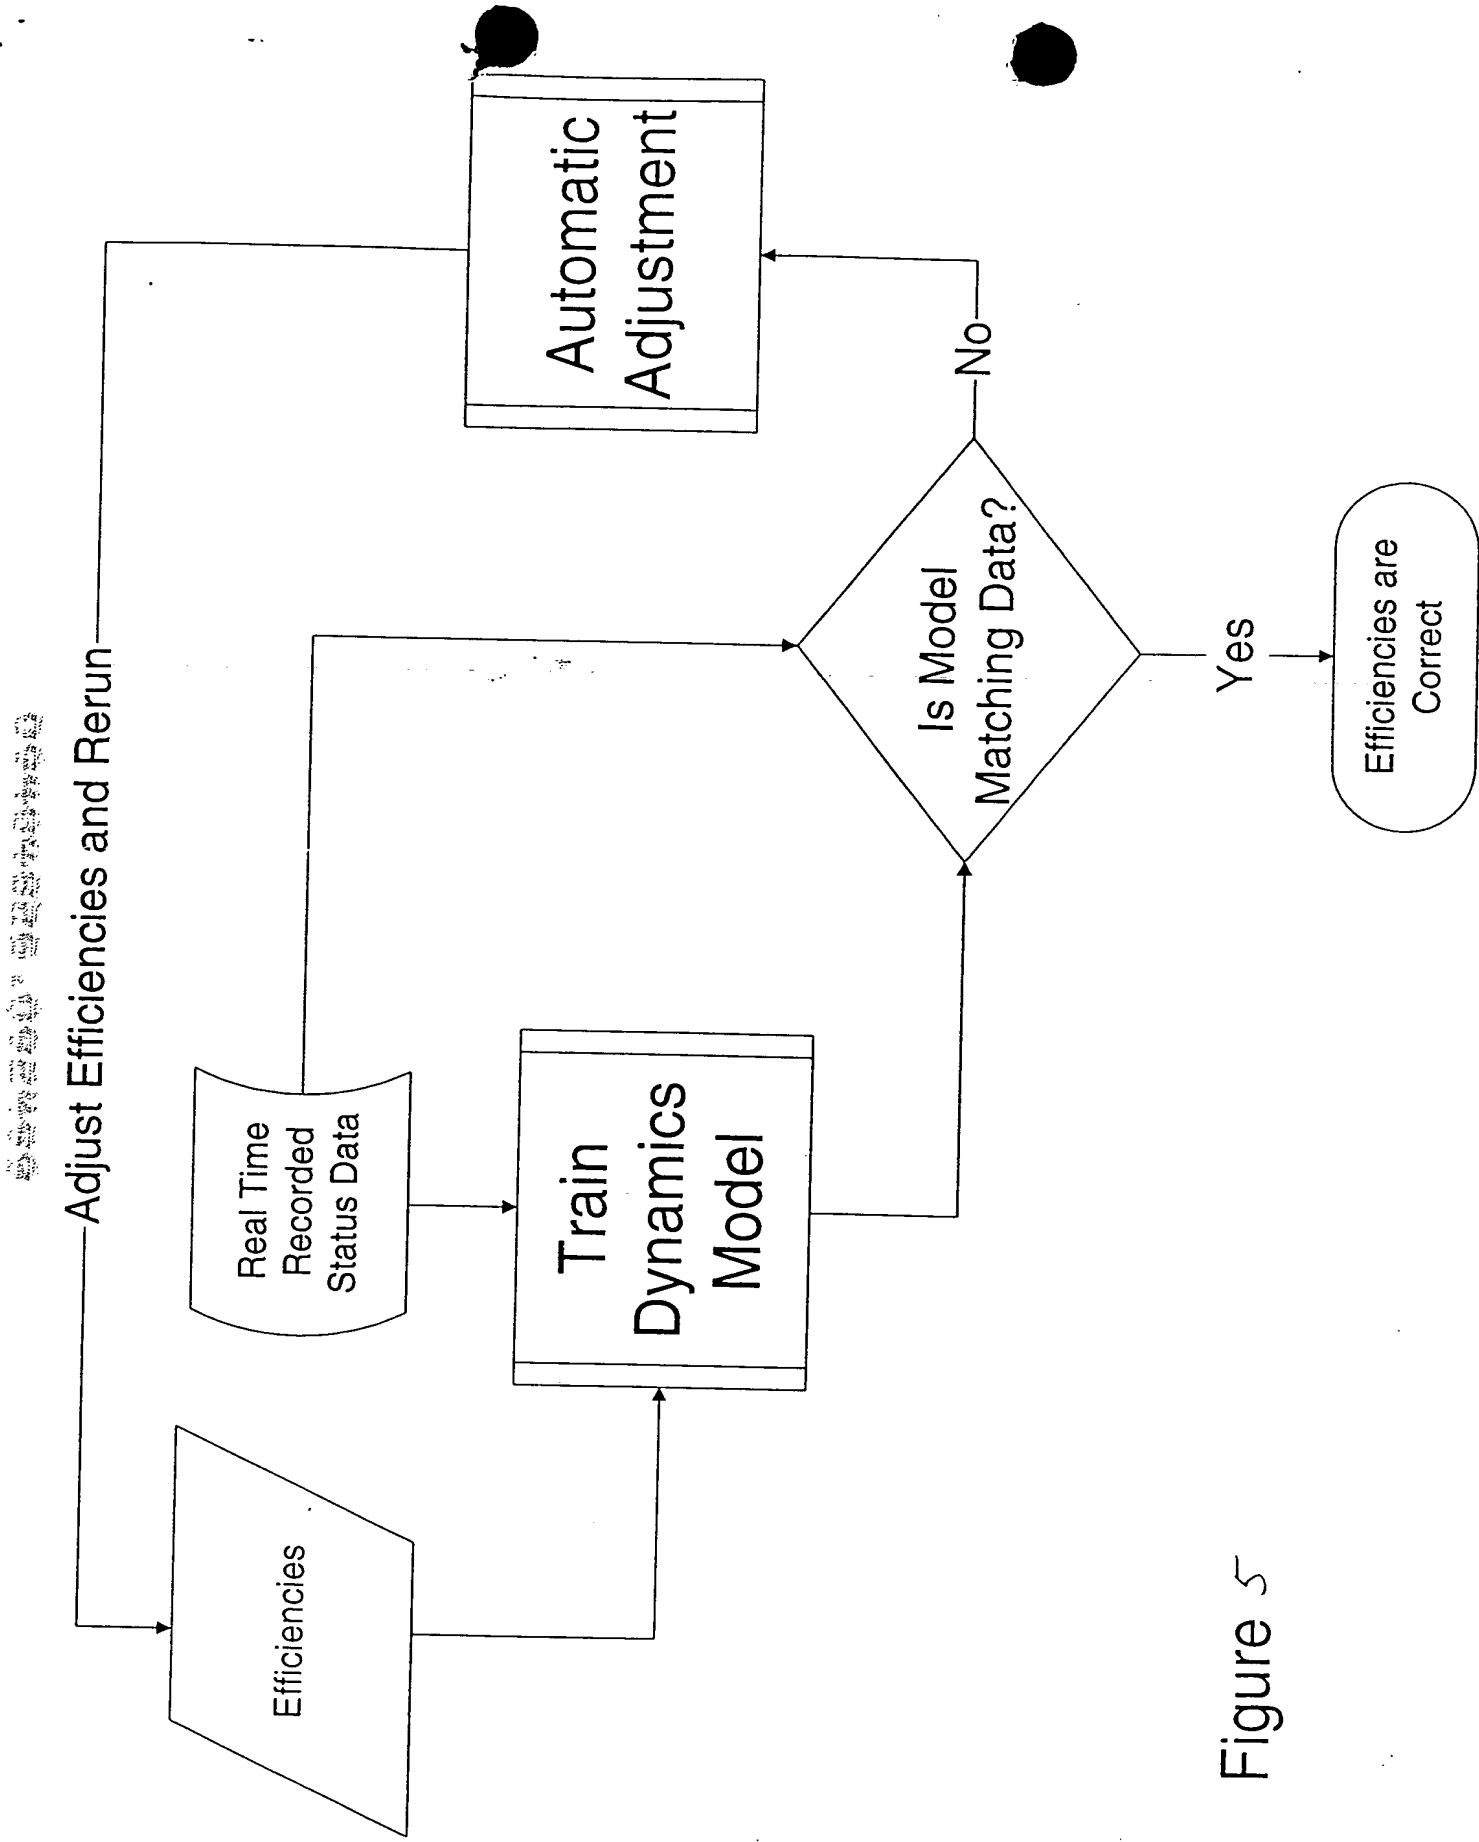 Adjust Efficiencies and Rerun
Efficiencies
Real Time
Recorded
Status Data
Train
Dynamics
Model
Is Model
Matching Data?
No
Automatic
Adjustment
Yes
Efficiencies are
Correct
Figure 5